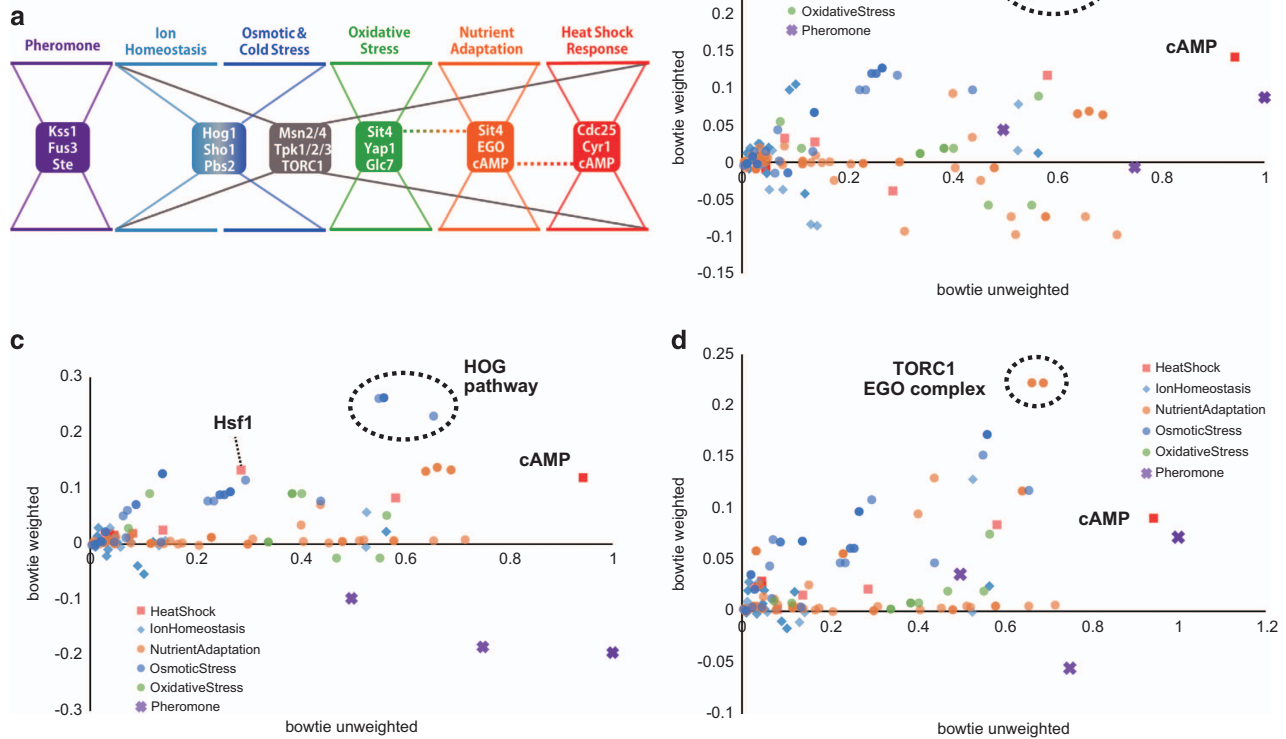 a
Pheromone
Ion
Homeostasis
Osmotic &
Cold Stress
Oxidative
Stress
Nutrient
Adaptation
Heat Shock
Response
Kss1
Fus3
Ste
Hog1
Sho1
Pbs2
Msn2/4
Tpk1/2/3
TORC1
Sit4
Yap1
Glc7
Sit4
EGO
cAMP
Cdc25
Cyr1
cAMP
OxidativeStress
Pheromone
cAMP
0.2
0.15
0.1
0.05
0
-0.05
-0.1
-0.15
0
0.2
0.4
0.6
0.8
1
bowtie weighted
bowtie unweighted
c
HOG
pathway
Hsf1
cAMP
0.3
0.2
0.1
0
-0.1
-0.2
-0.3
0
0.2
0.4
0.6
0.8
1
HeatShock
IonHomeostasis
NutrientAdaptation
OsmoticStress
OxidativeStress
Pheromone
bowtie weighted
bowtie unweighted
d
TORC1
EGO complex
cAMP
HeatShock
IonHomeostasis
NutrientAdaptation
OsmoticStress
OxidativeStress
Pheromone
0.25
0.2
0.15
0.1
0.05
0
-0.05
-0.1
0
0.2
0.4
0.6
0.8
1
1.2
bowtie weighted
bowtie unweighted